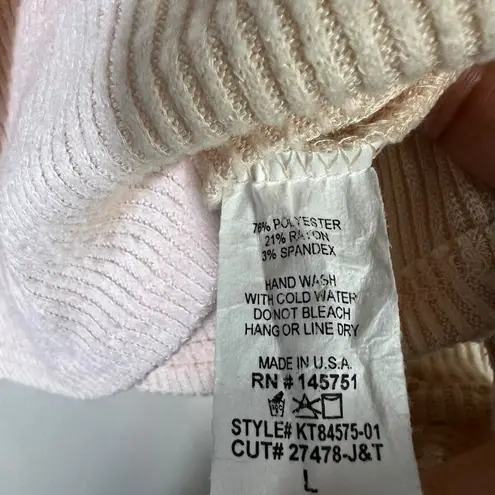 76% POLYESTER
21% RAYON
3% SPANDEX
HAND WASH
WITH COLD WATER
DO NOT BLEACH
HANG OR LINE DRY
MADE IN U.S.A.
RN # 145751
STYLE# KT84575-01
CUT# 27478-J&T
L